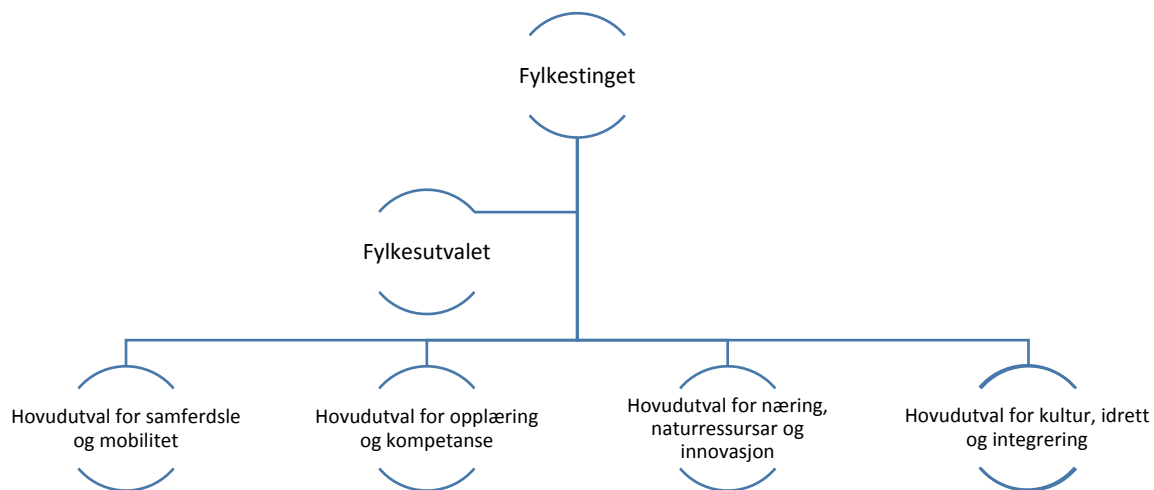 Fylkestinget
Fylkesutvalet
Hovudutval for samferdsle
og mobilitet
Hovudutval for opplæring
og kompetanse
Hovudutval for næring,
naturressursar og
innovasjon
Hovudutval for kultur, idrett
og integrering